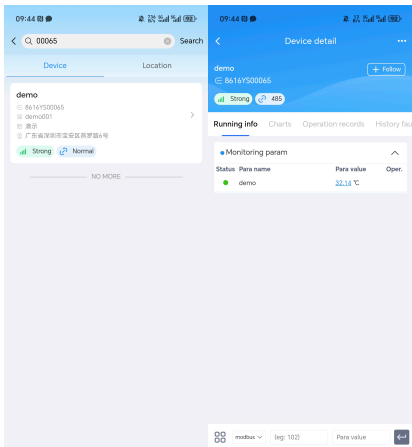 09:44
00065
Search
Device
Location
demo
8616YS00065
demo001
演示
广东省深圳市宝安区首罗路6号
Strong
Normal
NO MORE
09:44
Device detail
demo
8616YS00065
+ Follow
Strong
485
Running info
Charts
Operation records
History fau
Monitoring param
Status Para name Para value Oper.
demo 32.14 ℃
modbus
(eg: 102)
Para value